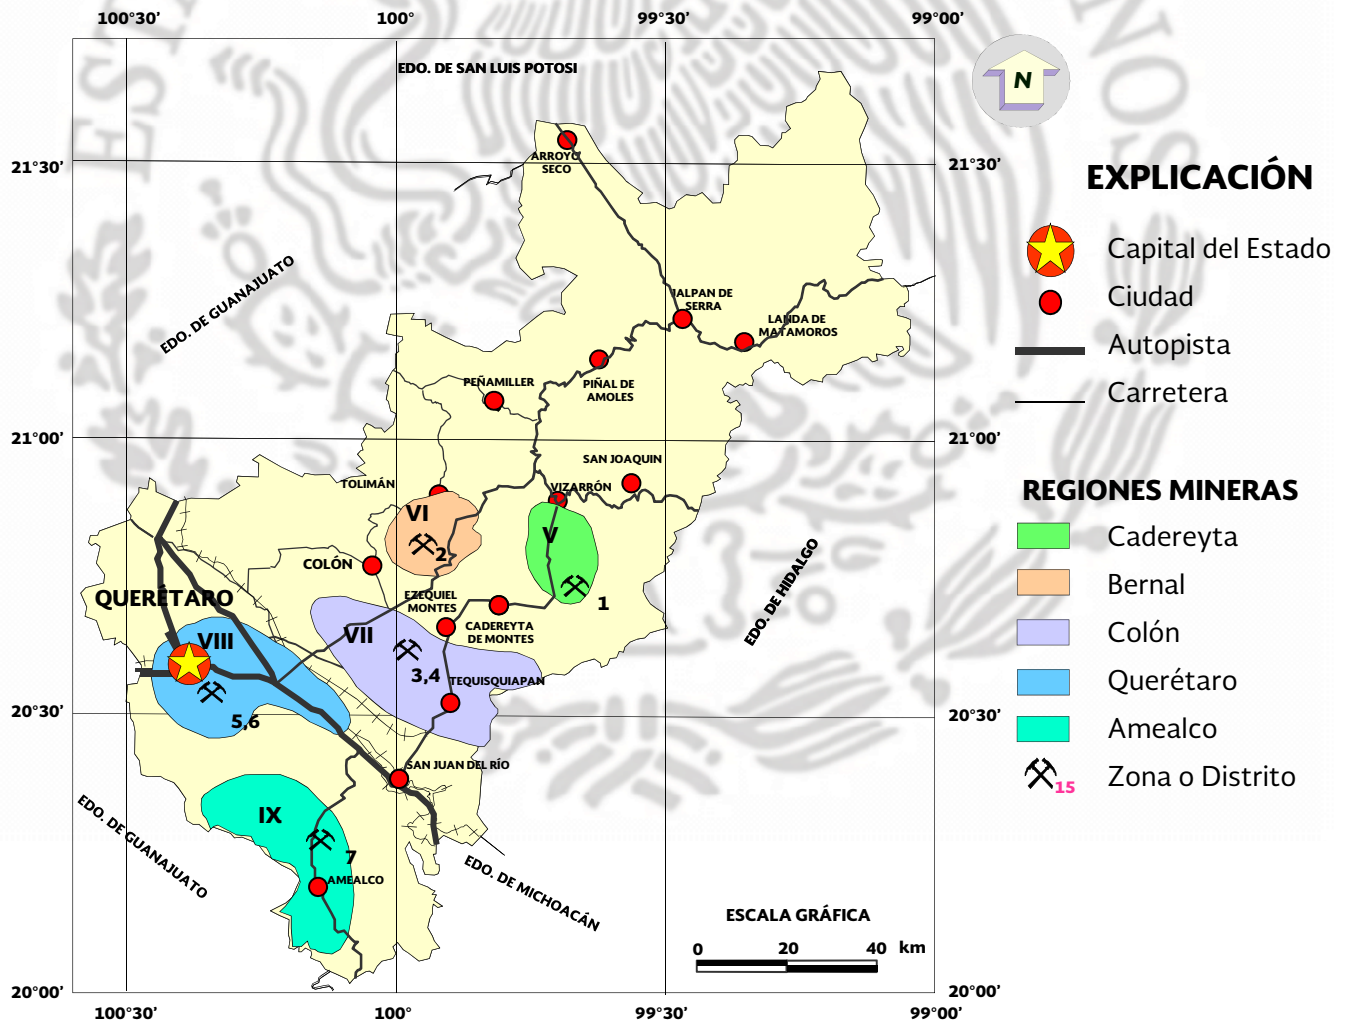 100°30'
100°
99°30'
99°00'
EDO. DE SAN LUIS POTOSI
N
21°30'
21°30'
ARROYO
SECO
EXPLICACIÓN
Capital del Estado
Ciudad
Autopista
Carretera
EDO. DE GUANAJUATO
JALPAN DE
SERRA
LANDA DE
MATAMOROS
PEÑAMILLER
PIÑAL DE
AMOLES
21°00'
21°00'
SAN JOAQUIN
TOLIMÁN
VIZARRÓN
REGIONES MINERAS
Cadereyta
Bernal
Colón
Querétaro
Amealco
Zona o Distrito
15
VI
2
V
1
COLÓN
EDO. DE HIDALGO
QUERÉTARO
EZEQUIEL
MONTES
CADEREYTA
DE MONTES
VIII
VII
3,4
TEQUISQUIAPAN
5,6
20°30'
20°30'
SAN JUAN DEL RÍO
EDO. DE GUANAJUATO
IX
7
AMEALCO
EDO. DE MICHOACÁN
ESCALA GRÁFICA
0 20 40 km
20°00'
20°00'
100°30'
100°
99°30'
99°00'